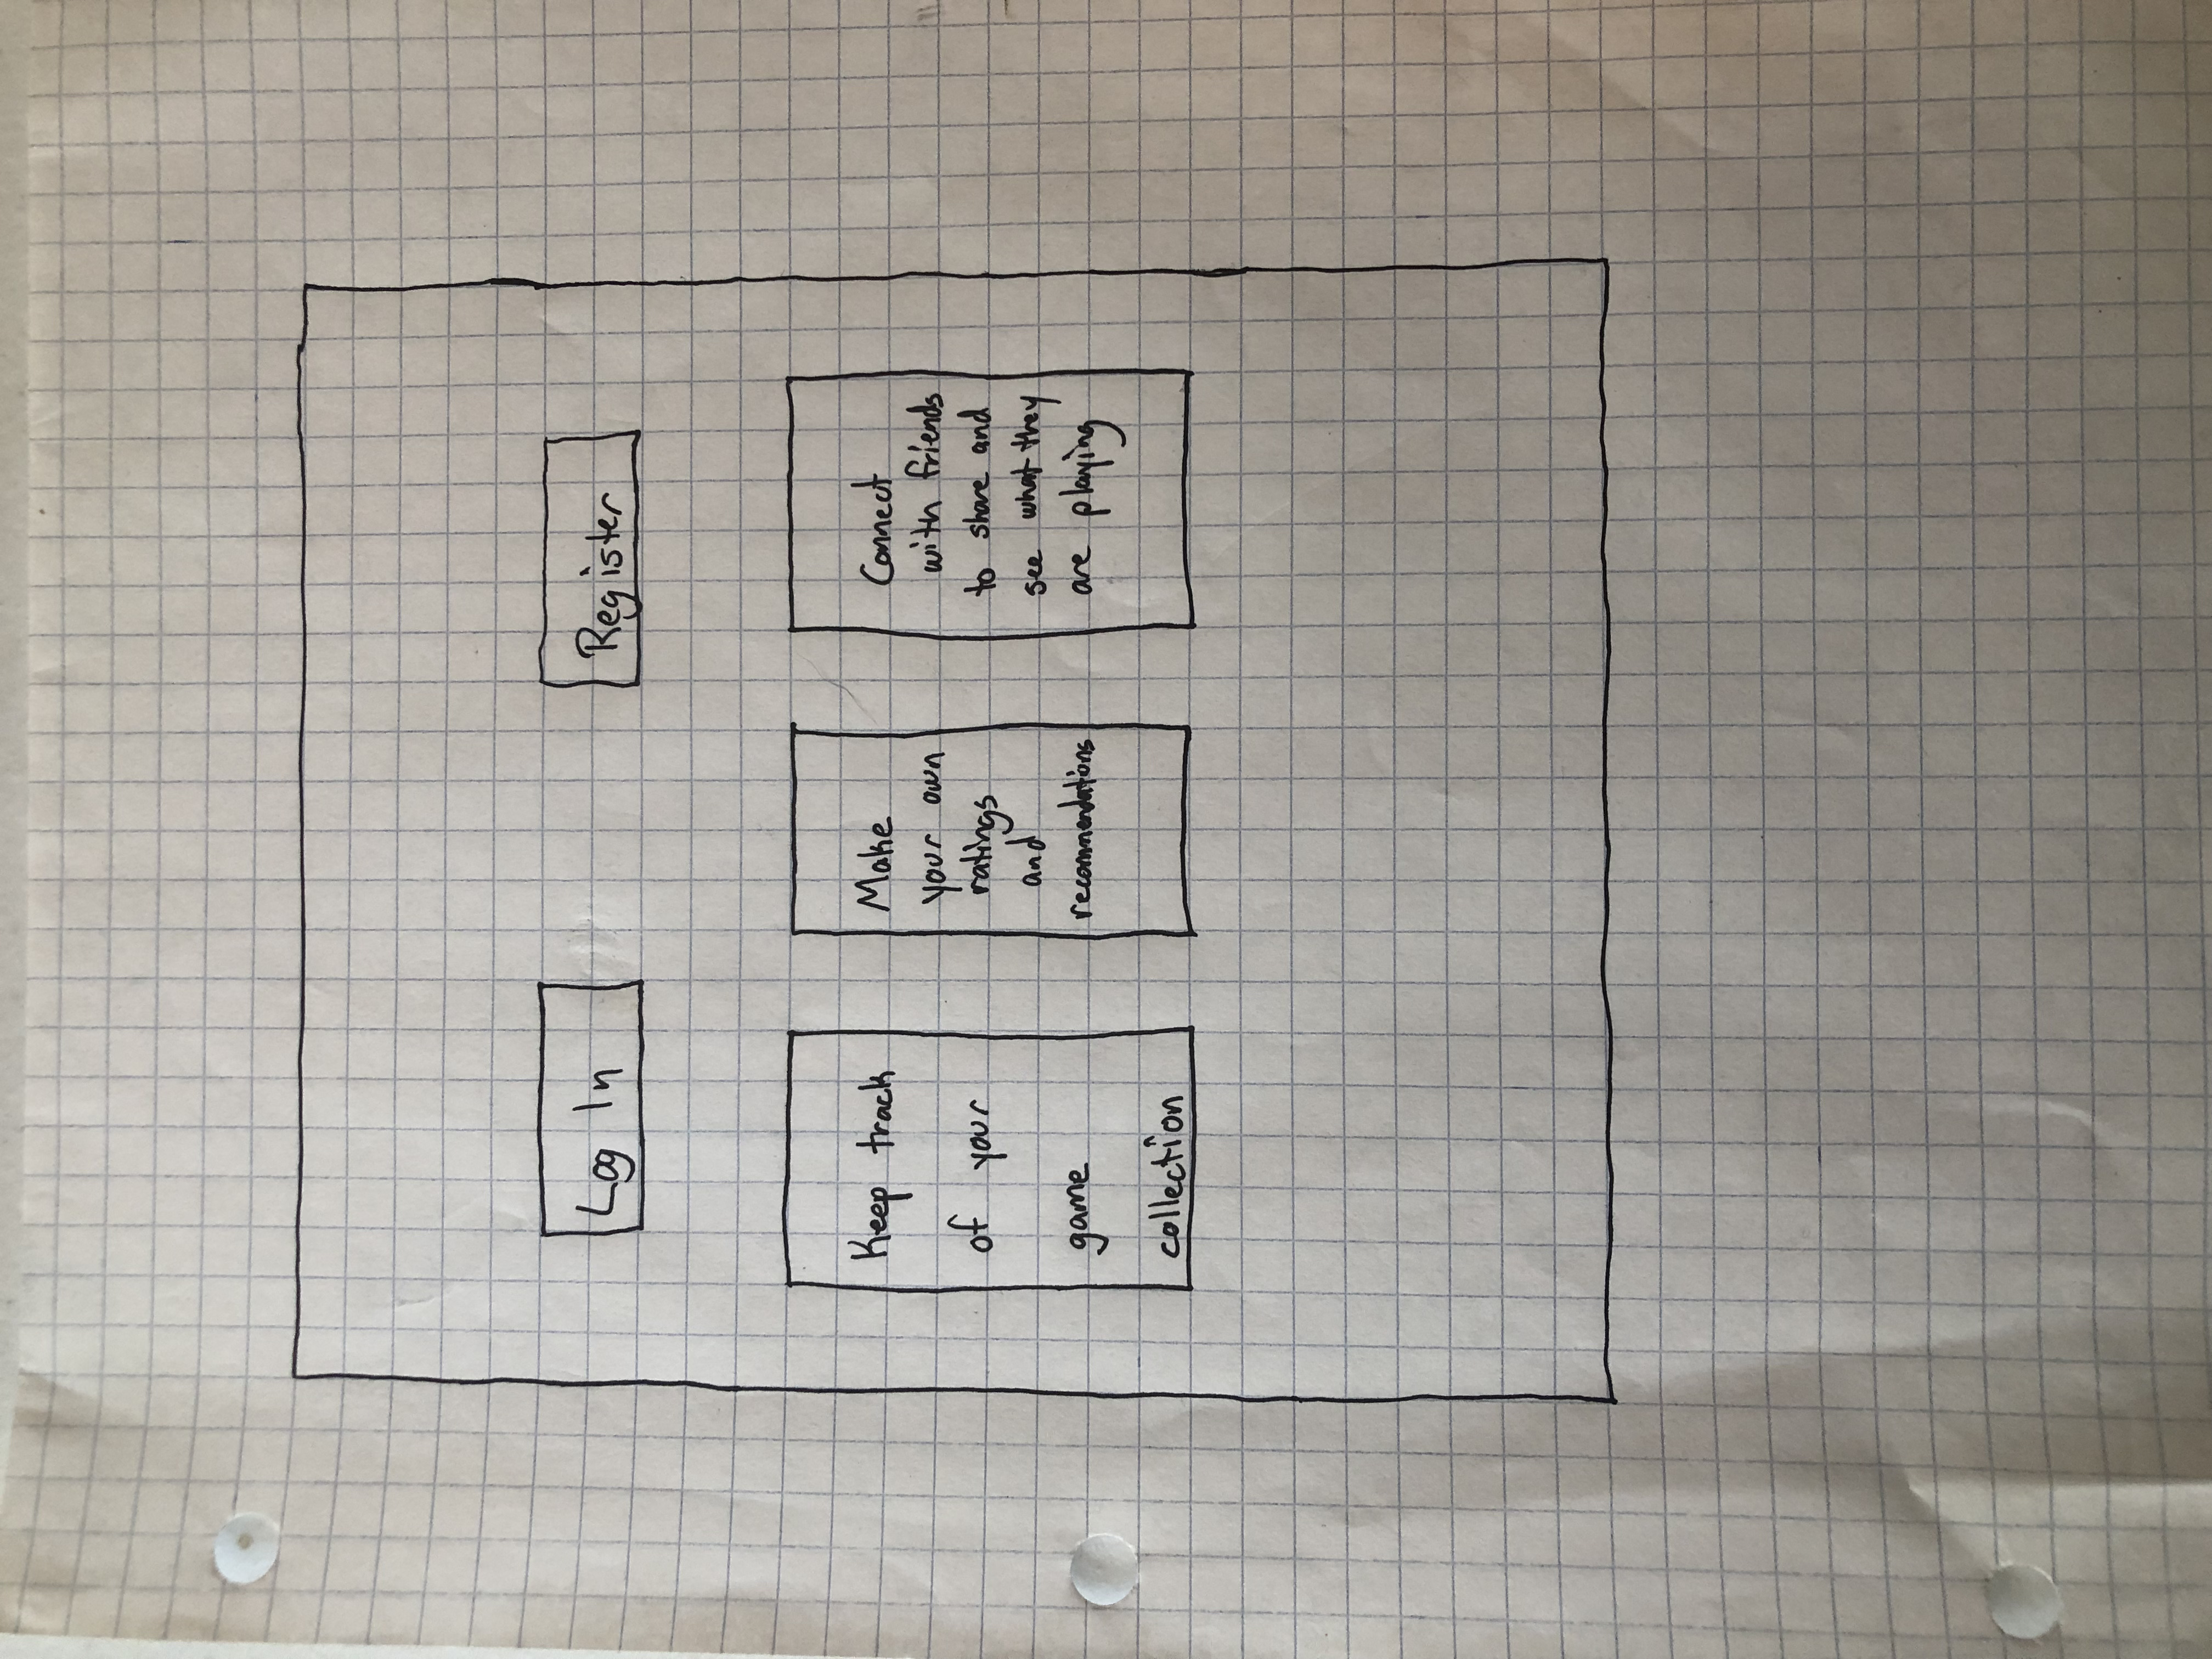 Log In
Register
Keep track
of your
game
collection
Make
your own
ratings
and
recommendations
Connect
with friends
to share and
see what they
are playing